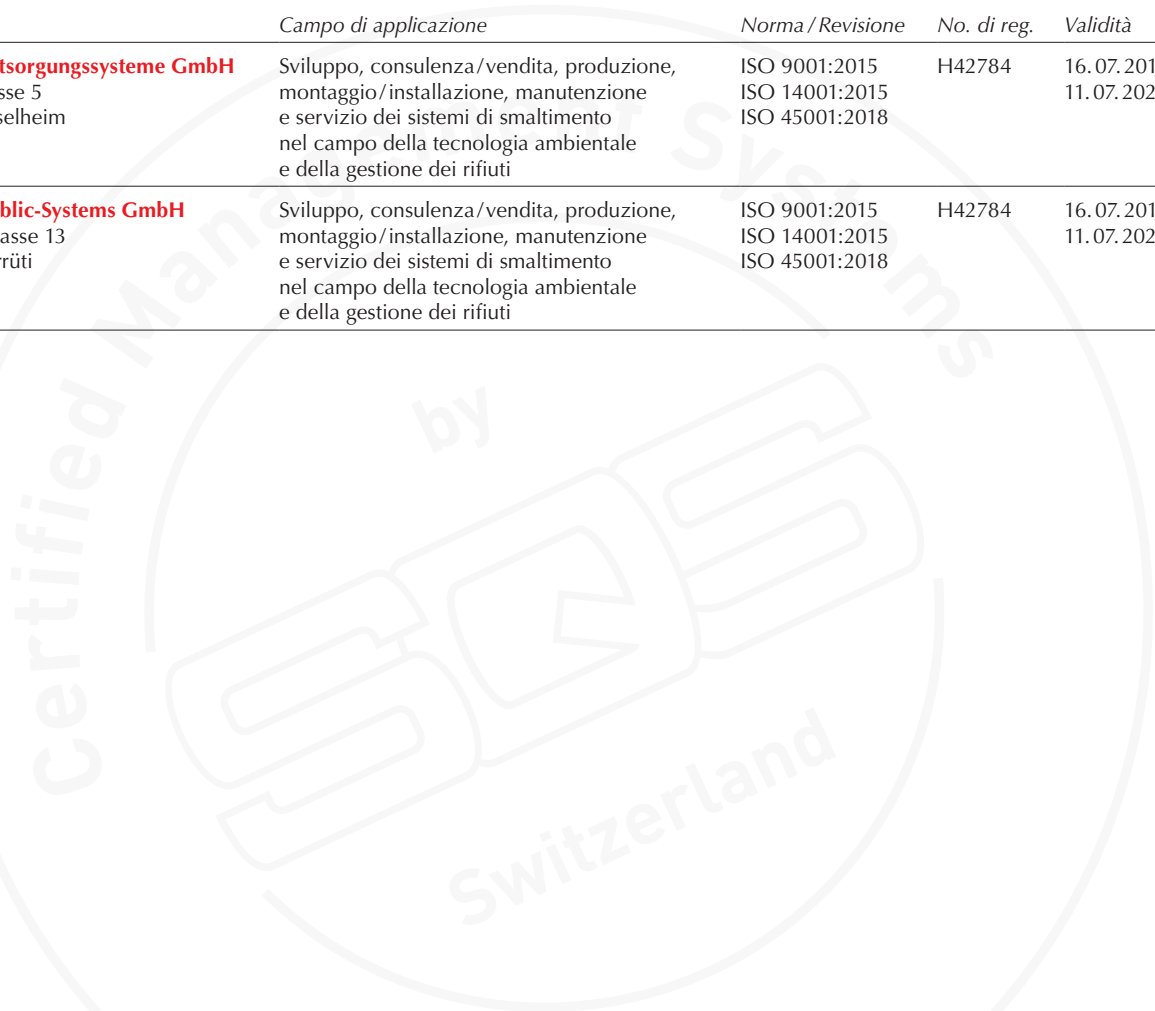 Campo di applicazione Norma / Revisione No. di reg. Validità
tsorgungssysteme GmbH Sviluppo, consulenza/vendita, produzione, ISO 9001:2015 H42784 16.07.201
sse 5 montaggio/installazione, manutenzione ISO 14001:2015 11.07.202
selheim e servizio dei sistemi di smaltimento ISO 45001:2018
nel campo della tecnologia ambientale
e della gestione dei rifiuti
blic-Systems GmbH Sviluppo, consulenza/vendita, produzione, ISO 9001:2015 H42784 16.07.201
asse 13 montaggio/installazione, manutenzione ISO 14001:2015 11.07.202
rüti e servizio dei sistemi di smaltimento ISO 45001:2018
nel campo della tecnologia ambientale
e della gestione dei rifiuti
Certified Management Systems
by
SQS
Switzerland